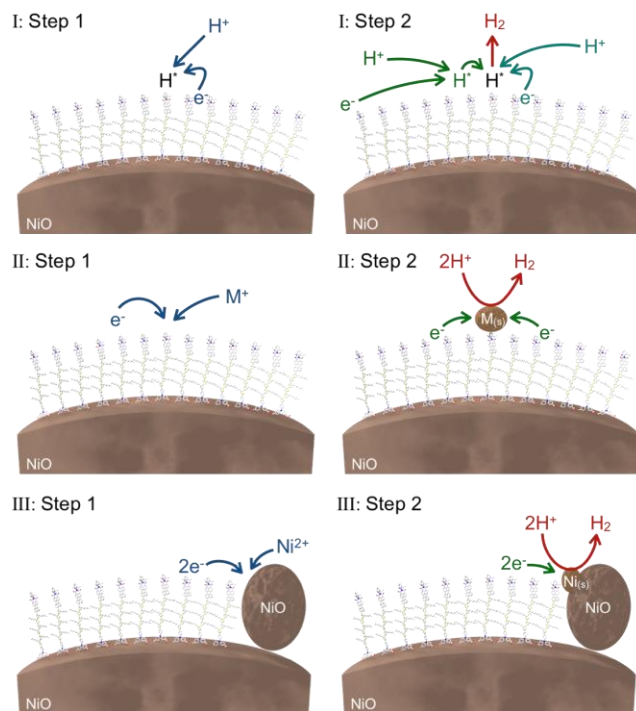 I: Step 1
H⁺
H*
e⁻
NiO
I: Step 2
H₂
H⁺
H⁺
H*
H*
e⁻
e⁻
NiO
II: Step 1
e⁻
M⁺
NiO
II: Step 2
2H⁺
H₂
M(s)
e⁻
e⁻
NiO
III: Step 1
2e⁻
Ni²⁺
NiO
NiO
III: Step 2
2H⁺
H₂
2e⁻
Ni(s)
NiO
NiO